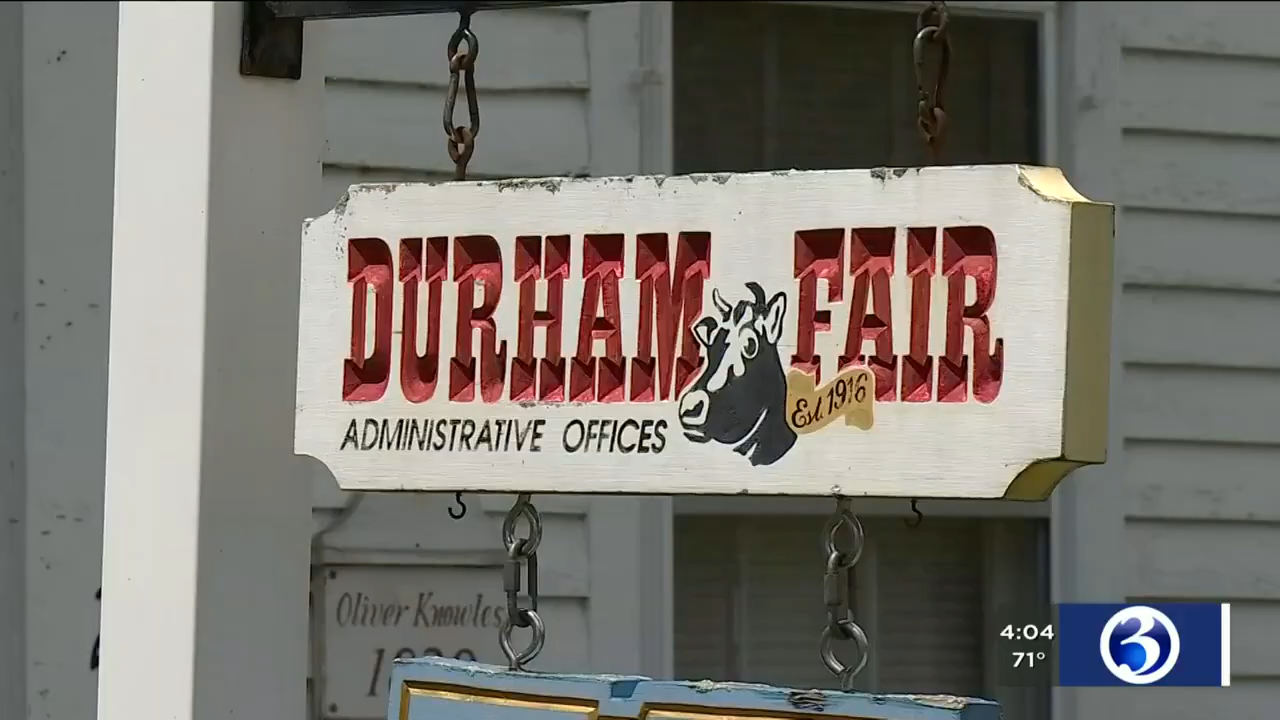 DURHAM FAIR
Est. 1916
ADMINISTRATIVE OFFICES
Oliver Knowles
4:04
71°
3